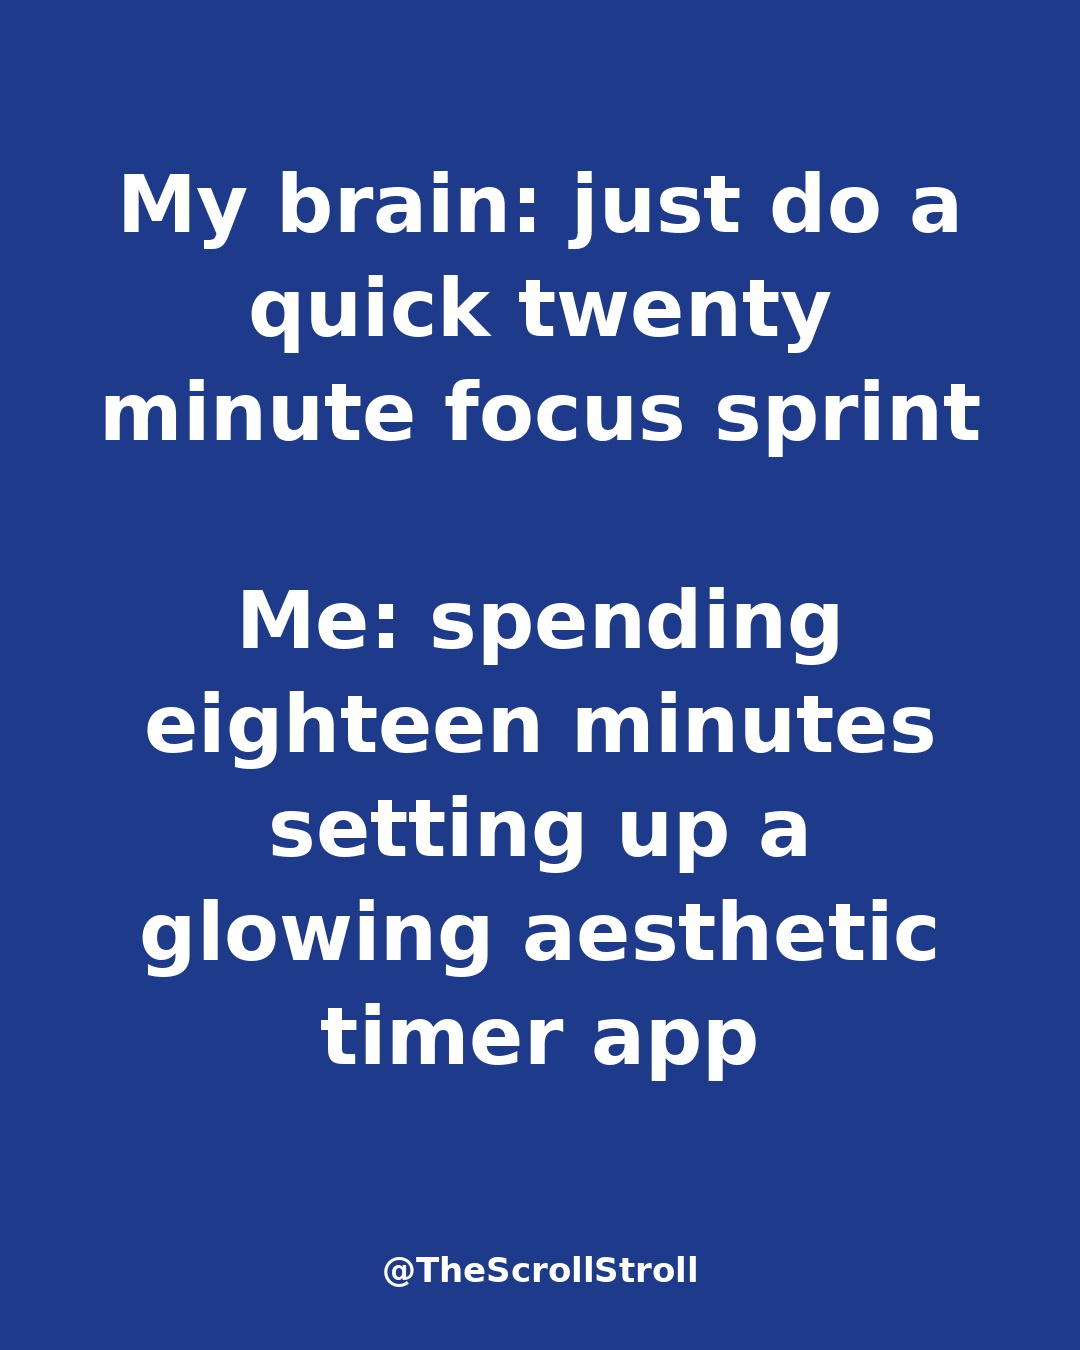 My brain: just do a
quick twenty
minute focus sprint
Me: spending
eighteen minutes
setting up a
glowing aesthetic
timer app
@TheScrollStroll